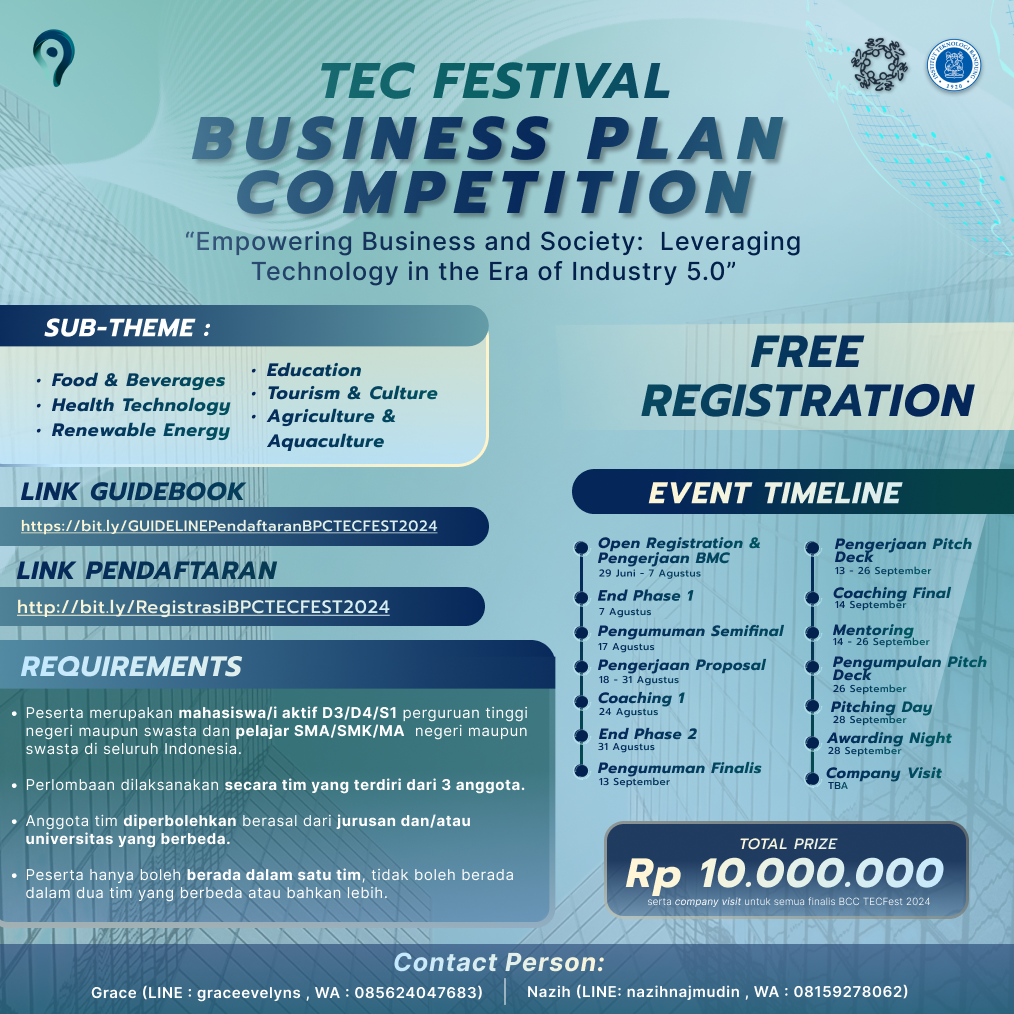 INSTITUT TEKNOLOGI BANDUNG
1920
TEC FESTIVAL
BUSINESS PLAN
COMPETITION
“Empowering Business and Society: Leveraging
Technology in the Era of Industry 5.0”
SUB-THEME :
• Food & Beverages
• Health Technology
• Renewable Energy
• Education
• Tourism & Culture
• Agriculture &
Aquaculture
LINK GUIDEBOOK
https://bit.ly/GUIDELINEPendaftaranBPCTECFEST2024
LINK PENDAFTARAN
http://bit.ly/RegistrasiBPCTECFEST2024
REQUIREMENTS
• Peserta merupakan mahasiswa/i aktif D3/D4/S1 perguruan tinggi
negeri maupun swasta dan pelajar SMA/SMK/MA negeri maupun
swasta di seluruh Indonesia.
• Perlombaan dilaksanakan secara tim yang terdiri dari 3 anggota.
• Anggota tim diperbolehkan berasal dari jurusan dan/atau
universitas yang berbeda.
• Peserta hanya boleh berada dalam satu tim, tidak boleh berada
dalam dua tim yang berbeda atau bahkan lebih.
FREE
REGISTRATION
EVENT TIMELINE
Open Registration &
Pengerjaan BMC
29 Juni - 7 Agustus
End Phase 1
7 Agustus
Pengumuman Semifinal
17 Agustus
Pengerjaan Proposal
18 - 31 Agustus
Coaching 1
24 Agustus
End Phase 2
31 Agustus
Pengumuman Finalis
13 September
Pengerjaan Pitch
Deck
13 - 26 September
Coaching Final
14 September
Mentoring
14 - 26 September
Pengumpulan Pitch
Deck
26 September
Pitching Day
28 September
Awarding Night
28 September
Company Visit
TBA
TOTAL PRIZE
Rp 10.000.000
serta company visit untuk semua finalis BCC TECFest 2024
Contact Person:
Grace (LINE : graceevelyns , WA : 085624047683)
Nazih (LINE: nazihnajmudin , WA : 08159278062)